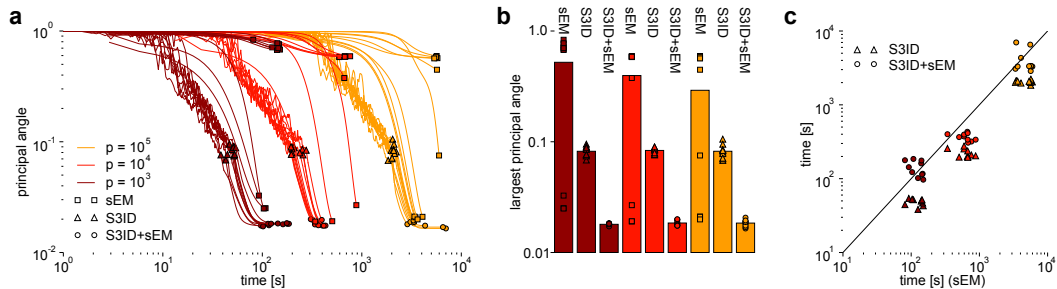 a
principal angle
10^0
10^-1
10^-2
p = 10^5
p = 10^4
p = 10^3
sEM
S3ID
S3ID+sEM
10^0
10^1
10^2
10^3
10^4
time [s]
b
largest principal angle
1.0
0.1
0.01
sEM
S3ID
S3ID+sEM
sEM
S3ID
S3ID+sEM
sEM
S3ID
S3ID+sEM
c
time [s]
10^4
10^3
10^2
10^1
S3ID
S3ID+sEM
10^1
10^2
10^3
10^4
time [s] (sEM)